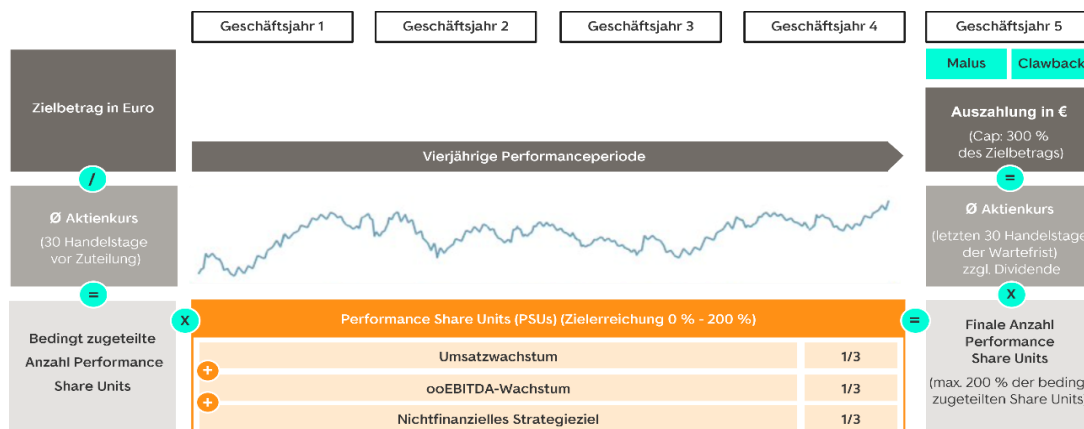 Geschäftsjahr 1
Geschäftsjahr 2
Geschäftsjahr 3
Geschäftsjahr 4
Geschäftsjahr 5
Malus
Clawback
Zielbetrag in Euro
Auszahlung in €
(Cap: 300 %
des Zielbetrags)
Vierjährige Performanceperiode
/
=
Ø Aktienkurs
(30 Handelstage
vor Zuteilung)
Ø Aktienkurs
(letzten 30 Handelstage
der Wartefrist)
zzgl. Dividende
=
X
Bedingt zugeteilte
Anzahl Performance
Share Units
X
Performance Share Units (PSUs) (Zielerreichung 0 % - 200 %)
=
Umsatzwachstum 1/3
+
ooEBITDA-Wachstum 1/3
+
Nichtfinanzielles Strategieziel 1/3
Finale Anzahl
Performance
Share Units
(max. 200 % der beding
zugeteilten Share Units